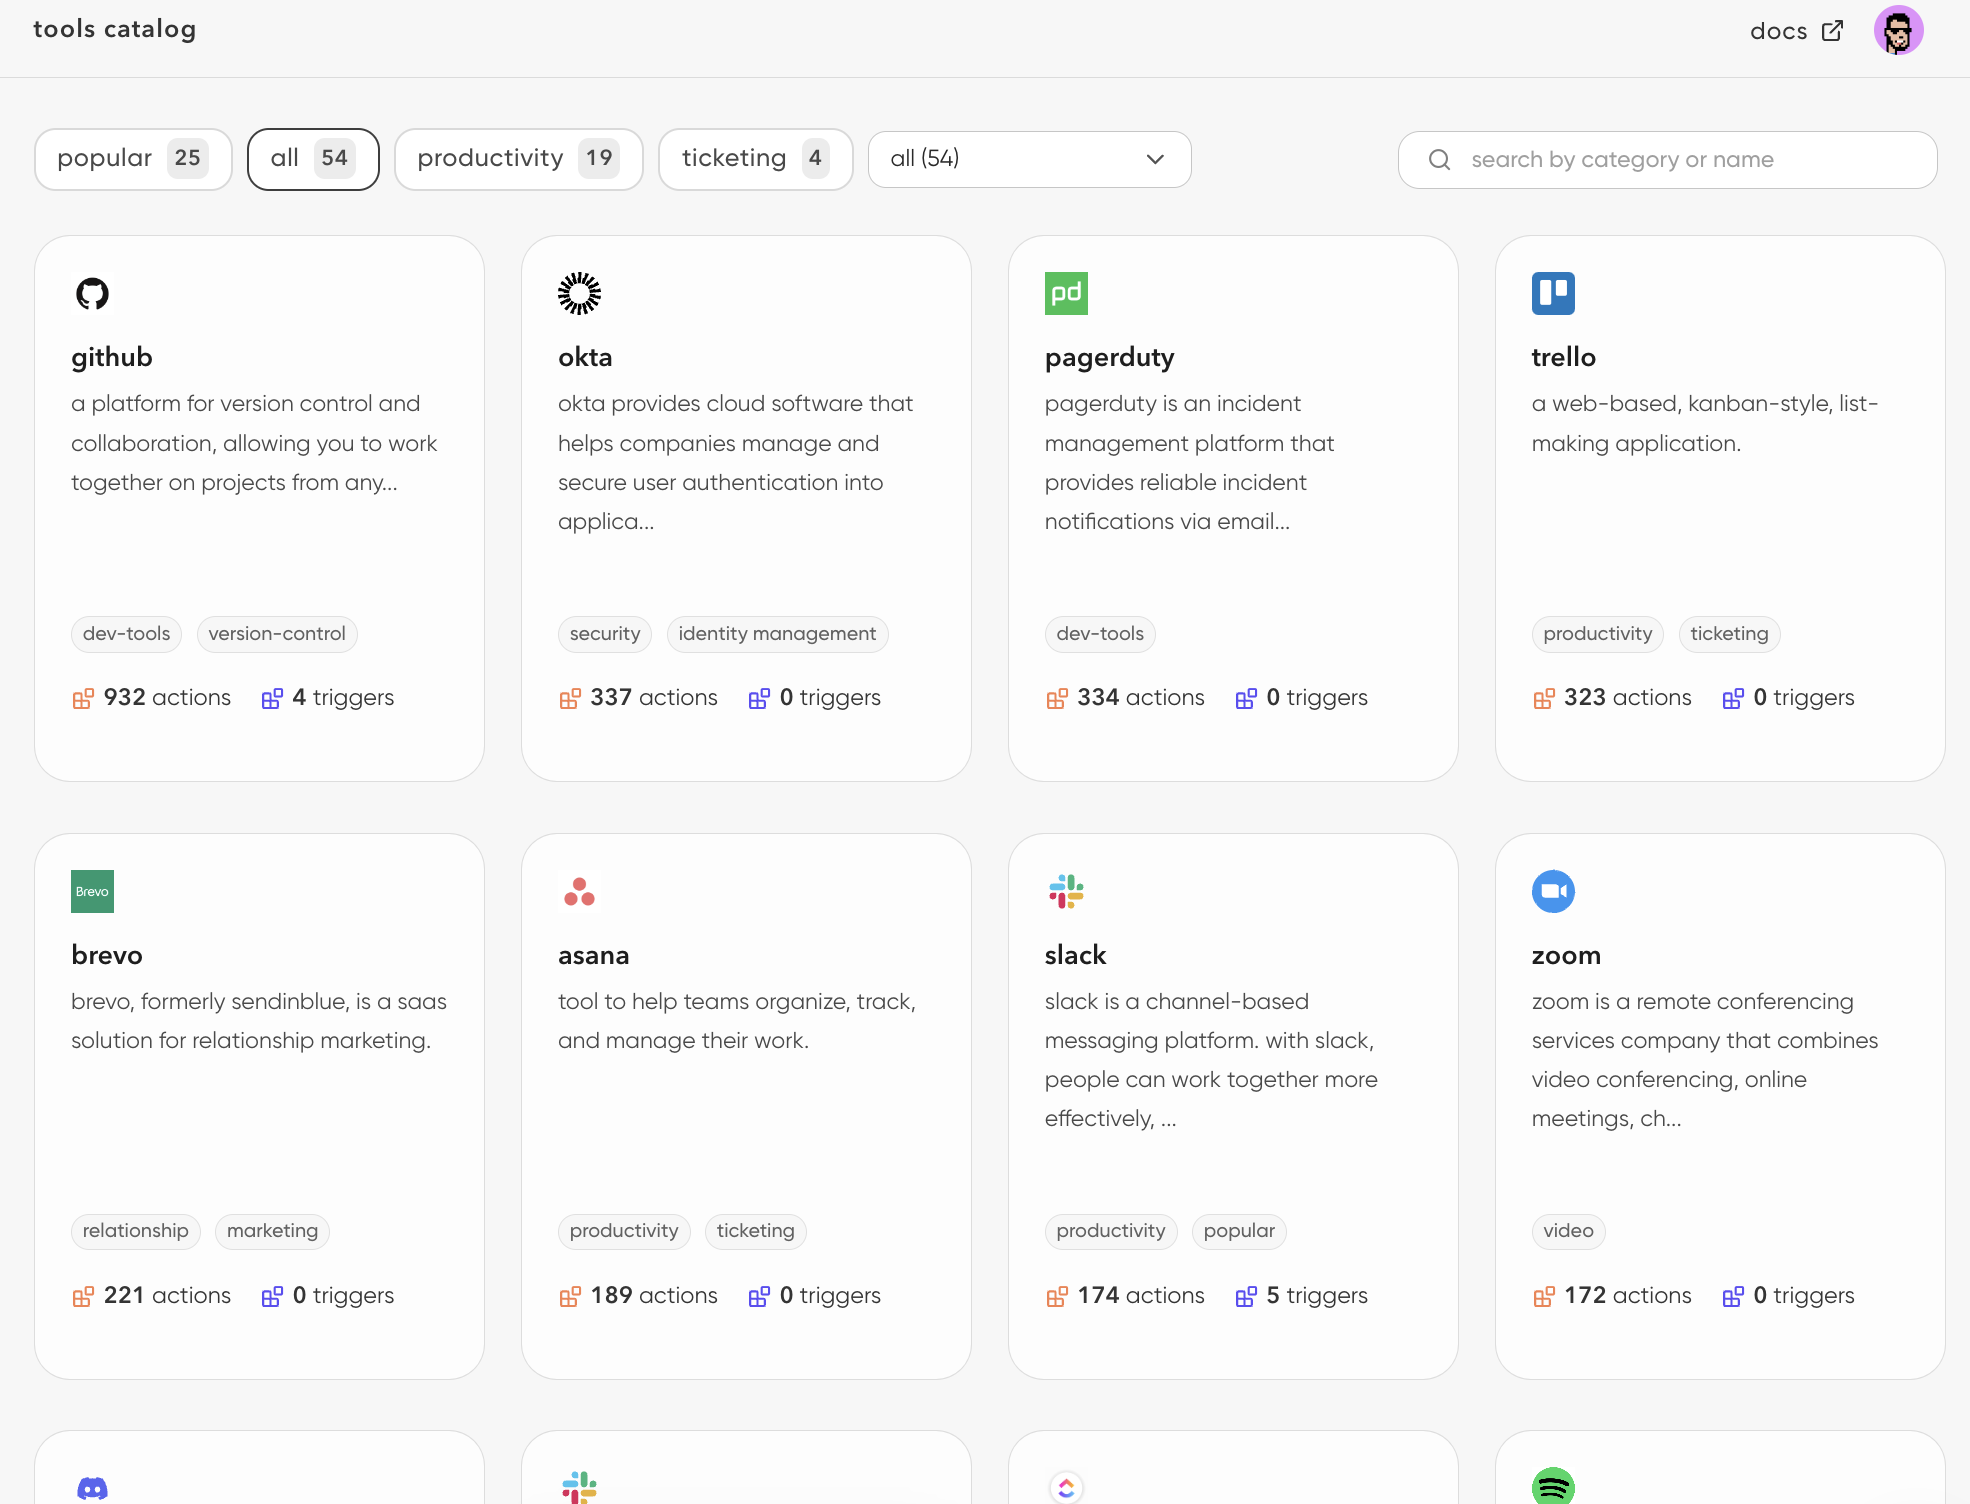 tools catalog
docs
popular 25
all 54
productivity 19
ticketing 4
all (54)
search by category or name
github
a platform for version control and
collaboration, allowing you to work
together on projects from any...
dev-tools version-control
932 actions 4 triggers
pd
okta
okta provides cloud software that
helps companies manage and
secure user authentication into
applica...
security identity management
337 actions 0 triggers
pagerduty
pagerduty is an incident
management platform that
provides reliable incident
notifications via email...
dev-tools
334 actions 0 triggers
trello
a web-based, kanban-style, list-
making application.
productivity ticketing
323 actions 0 triggers
Brevo
brevo
brevo, formerly sendinblue, is a saas
solution for relationship marketing.
relationship marketing
221 actions 0 triggers
asana
tool to help teams organize, track,
and manage their work.
productivity ticketing
189 actions 0 triggers
slack
slack is a channel-based
messaging platform. with slack,
people can work together more
effectively, ...
productivity popular
174 actions 5 triggers
zoom
zoom is a remote conferencing
services company that combines
video conferencing, online
meetings, ch...
video
172 actions 0 triggers